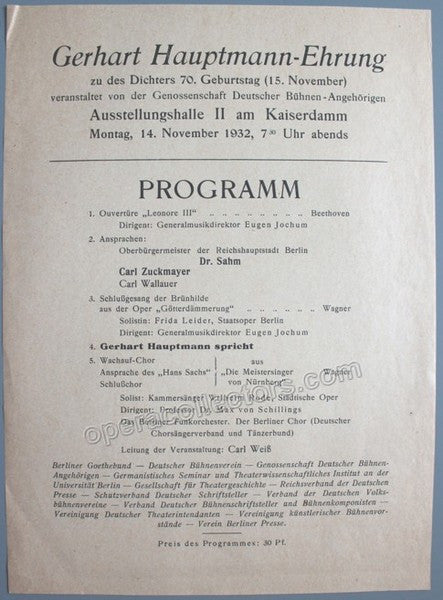 Gerhart Hauptmann-Ehrung
zu des Dichters 70. Geburtstag (15. November)
veranstaltet von der Genossenschaft Deutscher Bühnen-Angehörigen
Ausstellungshalle II am Kaiserdamm
Montag, 14. November 1932, 7³⁰ Uhr abends
PROGRAMM
1. Ouvertüre „Leonore III“ .. .. .. .. .. .. .. .. Beethoven
Dirigent: Generalmusikdirektor Eugen Jochum
2. Ansprachen:
Oberbürgermeister der Reichshauptstadt Berlin
Dr. Sahm
Carl Zuckmayer
Carl Wallauer
3. Schlußgesang der Brünhilde
aus der Oper „Götterdämmerung“ .. .. .. .. .. Wagner
Solistin: Frida Leider, Staatsoper Berlin
Dirigent: Generalmusikdirektor Eugen Jochum
4. Gerhart Hauptmann spricht
5. Wachauf-Chor } aus
Ansprache des „Hans Sachs“ } „Die Meistersinger Wagner
Schlußchor } von Nürnberg“
Solist: Kammersänger Wilhelm Rode, Städtische Oper
Dirigent: Professor Dr. Max von Schillings
Das Berliner Funkorchester. Der Berliner Chor (Deutscher
Chorsängerverband und Tänzerbund)
Leitung der Veranstaltung: Carl Weiß
Berliner Goethebund — Deutscher Bühnenverein — Genossenschaft Deutscher Bühnen-
Angehörigen — Germanistisches Seminar und Theaterwissenschaftliches Institut an der
Universität Berlin — Gesellschaft für Theatergeschichte — Reichsverband der Deutschen
Presse — Schutzverband Deutscher Schriftsteller — Verband der Deutschen Volks-
bühnenvereine — Verband Deutscher Bühnenschriftsteller und Bühnenkomponisten —
Vereinigung Deutscher Theaterintendanten — Vereinigung künstlerischer Bühnenvor-
stände — Verein Berliner Presse.
Preis des Programmes: 30 Pf.
operacollectors.com